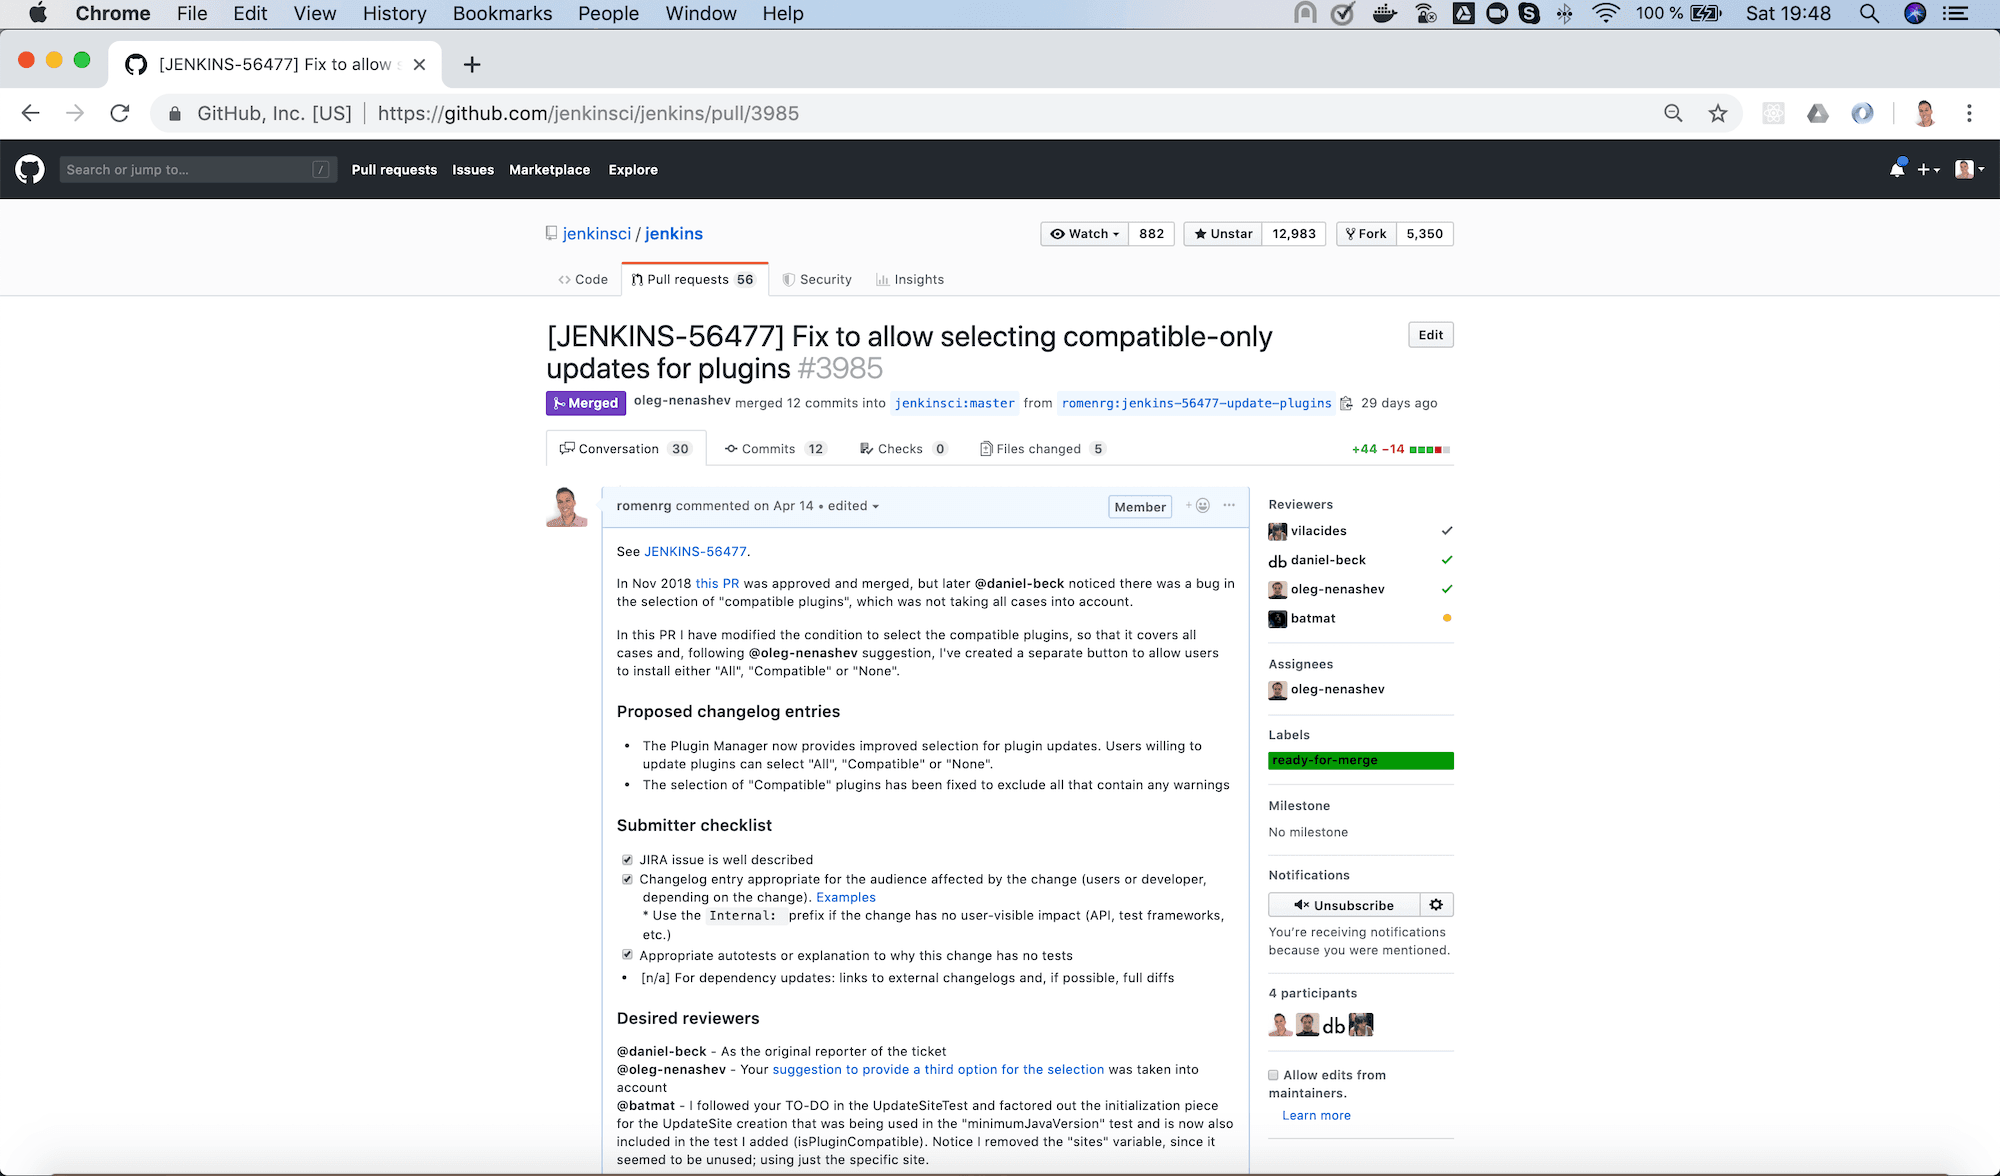 Chrome File Edit View History Bookmarks People Window Help 100 % Sat 19:48
[JENKINS-56477] Fix to allow s
GitHub, Inc. [US] https://github.com/jenkinsci/jenkins/pull/3985
Search or jump to... / Pull requests Issues Marketplace Explore
jenkinsci / jenkins Watch 882 Unstar 12,983 Fork 5,350
Code Pull requests 56 Security Insights
[JENKINS-56477] Fix to allow selecting compatible-only
updates for plugins #3985
Edit
Merged oleg-nenashev merged 12 commits into jenkinsci:master from romenrg:jenkins-56477-update-plugins 29 days ago
Conversation 30 Commits 12 Checks 0 Files changed 5 +44 −14
romenrg commented on Apr 14 • edited Member
See JENKINS-56477.
In Nov 2018 this PR was approved and merged, but later @daniel-beck noticed there was a bug in
the selection of "compatible plugins", which was not taking all cases into account.
In this PR I have modified the condition to select the compatible plugins, so that it covers all
cases and, following @oleg-nenashev suggestion, I've created a separate button to allow users
to install either "All", "Compatible" or "None".
Proposed changelog entries
• The Plugin Manager now provides improved selection for plugin updates. Users willing to
update plugins can select "All", "Compatible" or "None".
• The selection of "Compatible" plugins has been fixed to exclude all that contain any warnings
Submitter checklist
JIRA issue is well described
Changelog entry appropriate for the audience affected by the change (users or developer,
depending on the change). Examples
* Use the Internal: prefix if the change has no user-visible impact (API, test frameworks,
etc.)
Appropriate autotests or explanation to why this change has no tests
• [n/a] For dependency updates: links to external changelogs and, if possible, full diffs
Desired reviewers
@daniel-beck - As the original reporter of the ticket
@oleg-nenashev - Your suggestion to provide a third option for the selection was taken into
account
@batmat - I followed your TO-DO in the UpdateSiteTest and factored out the initialization piece
for the UpdateSite creation that was being used in the "minimumJavaVersion" test and is now also
included in the test I added (isPluginCompatible). Notice I removed the "sites" variable, since it
seemed to be unused; using just the specific site.
Reviewers
vilacides
db daniel-beck
oleg-nenashev
batmat
Assignees
oleg-nenashev
Labels
ready-for-merge
Milestone
No milestone
Notifications
Unsubscribe
You're receiving notifications
because you were mentioned.
4 participants
db
Allow edits from
maintainers.
Learn more